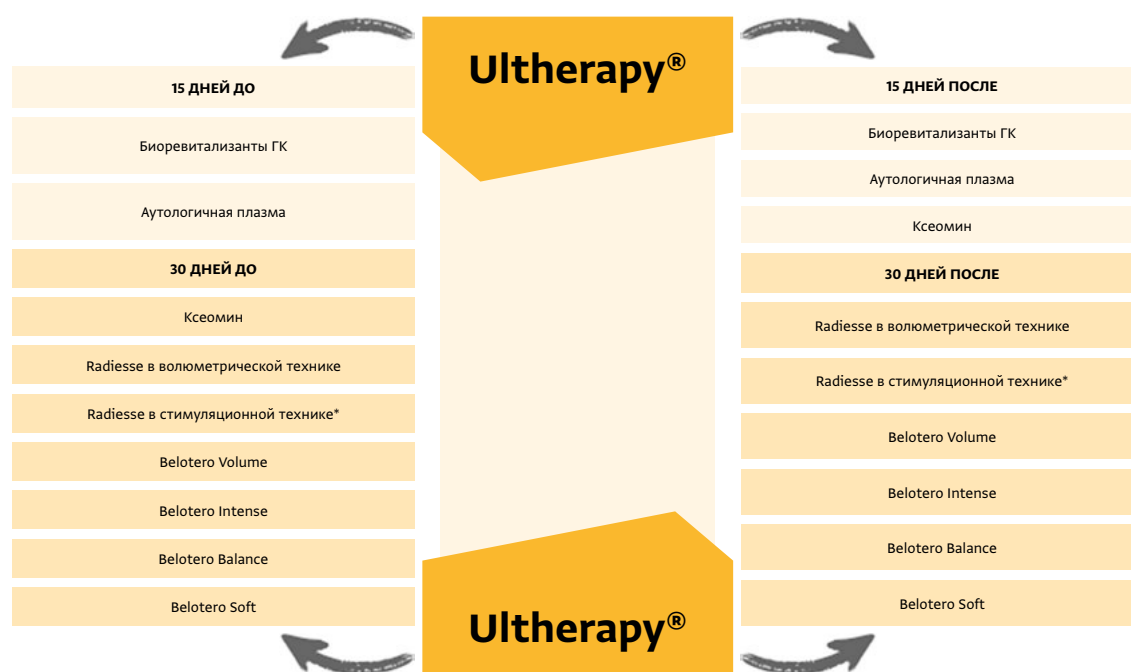 Ultherapy®
15 ДНЕЙ ДО
Биоревитализанты ГК
Аутологичная плазма
30 ДНЕЙ ДО
Ксеомин
Radiesse в волюметрической технике
Radiesse в стимуляционной технике*
Belotero Volume
Belotero Intense
Belotero Balance
Belotero Soft
15 ДНЕЙ ПОСЛЕ
Биоревитализанты ГК
Аутологичная плазма
Ксеомин
30 ДНЕЙ ПОСЛЕ
Radiesse в волюметрической технике
Radiesse в стимуляционной технике*
Belotero Volume
Belotero Intense
Belotero Balance
Belotero Soft
Ultherapy®